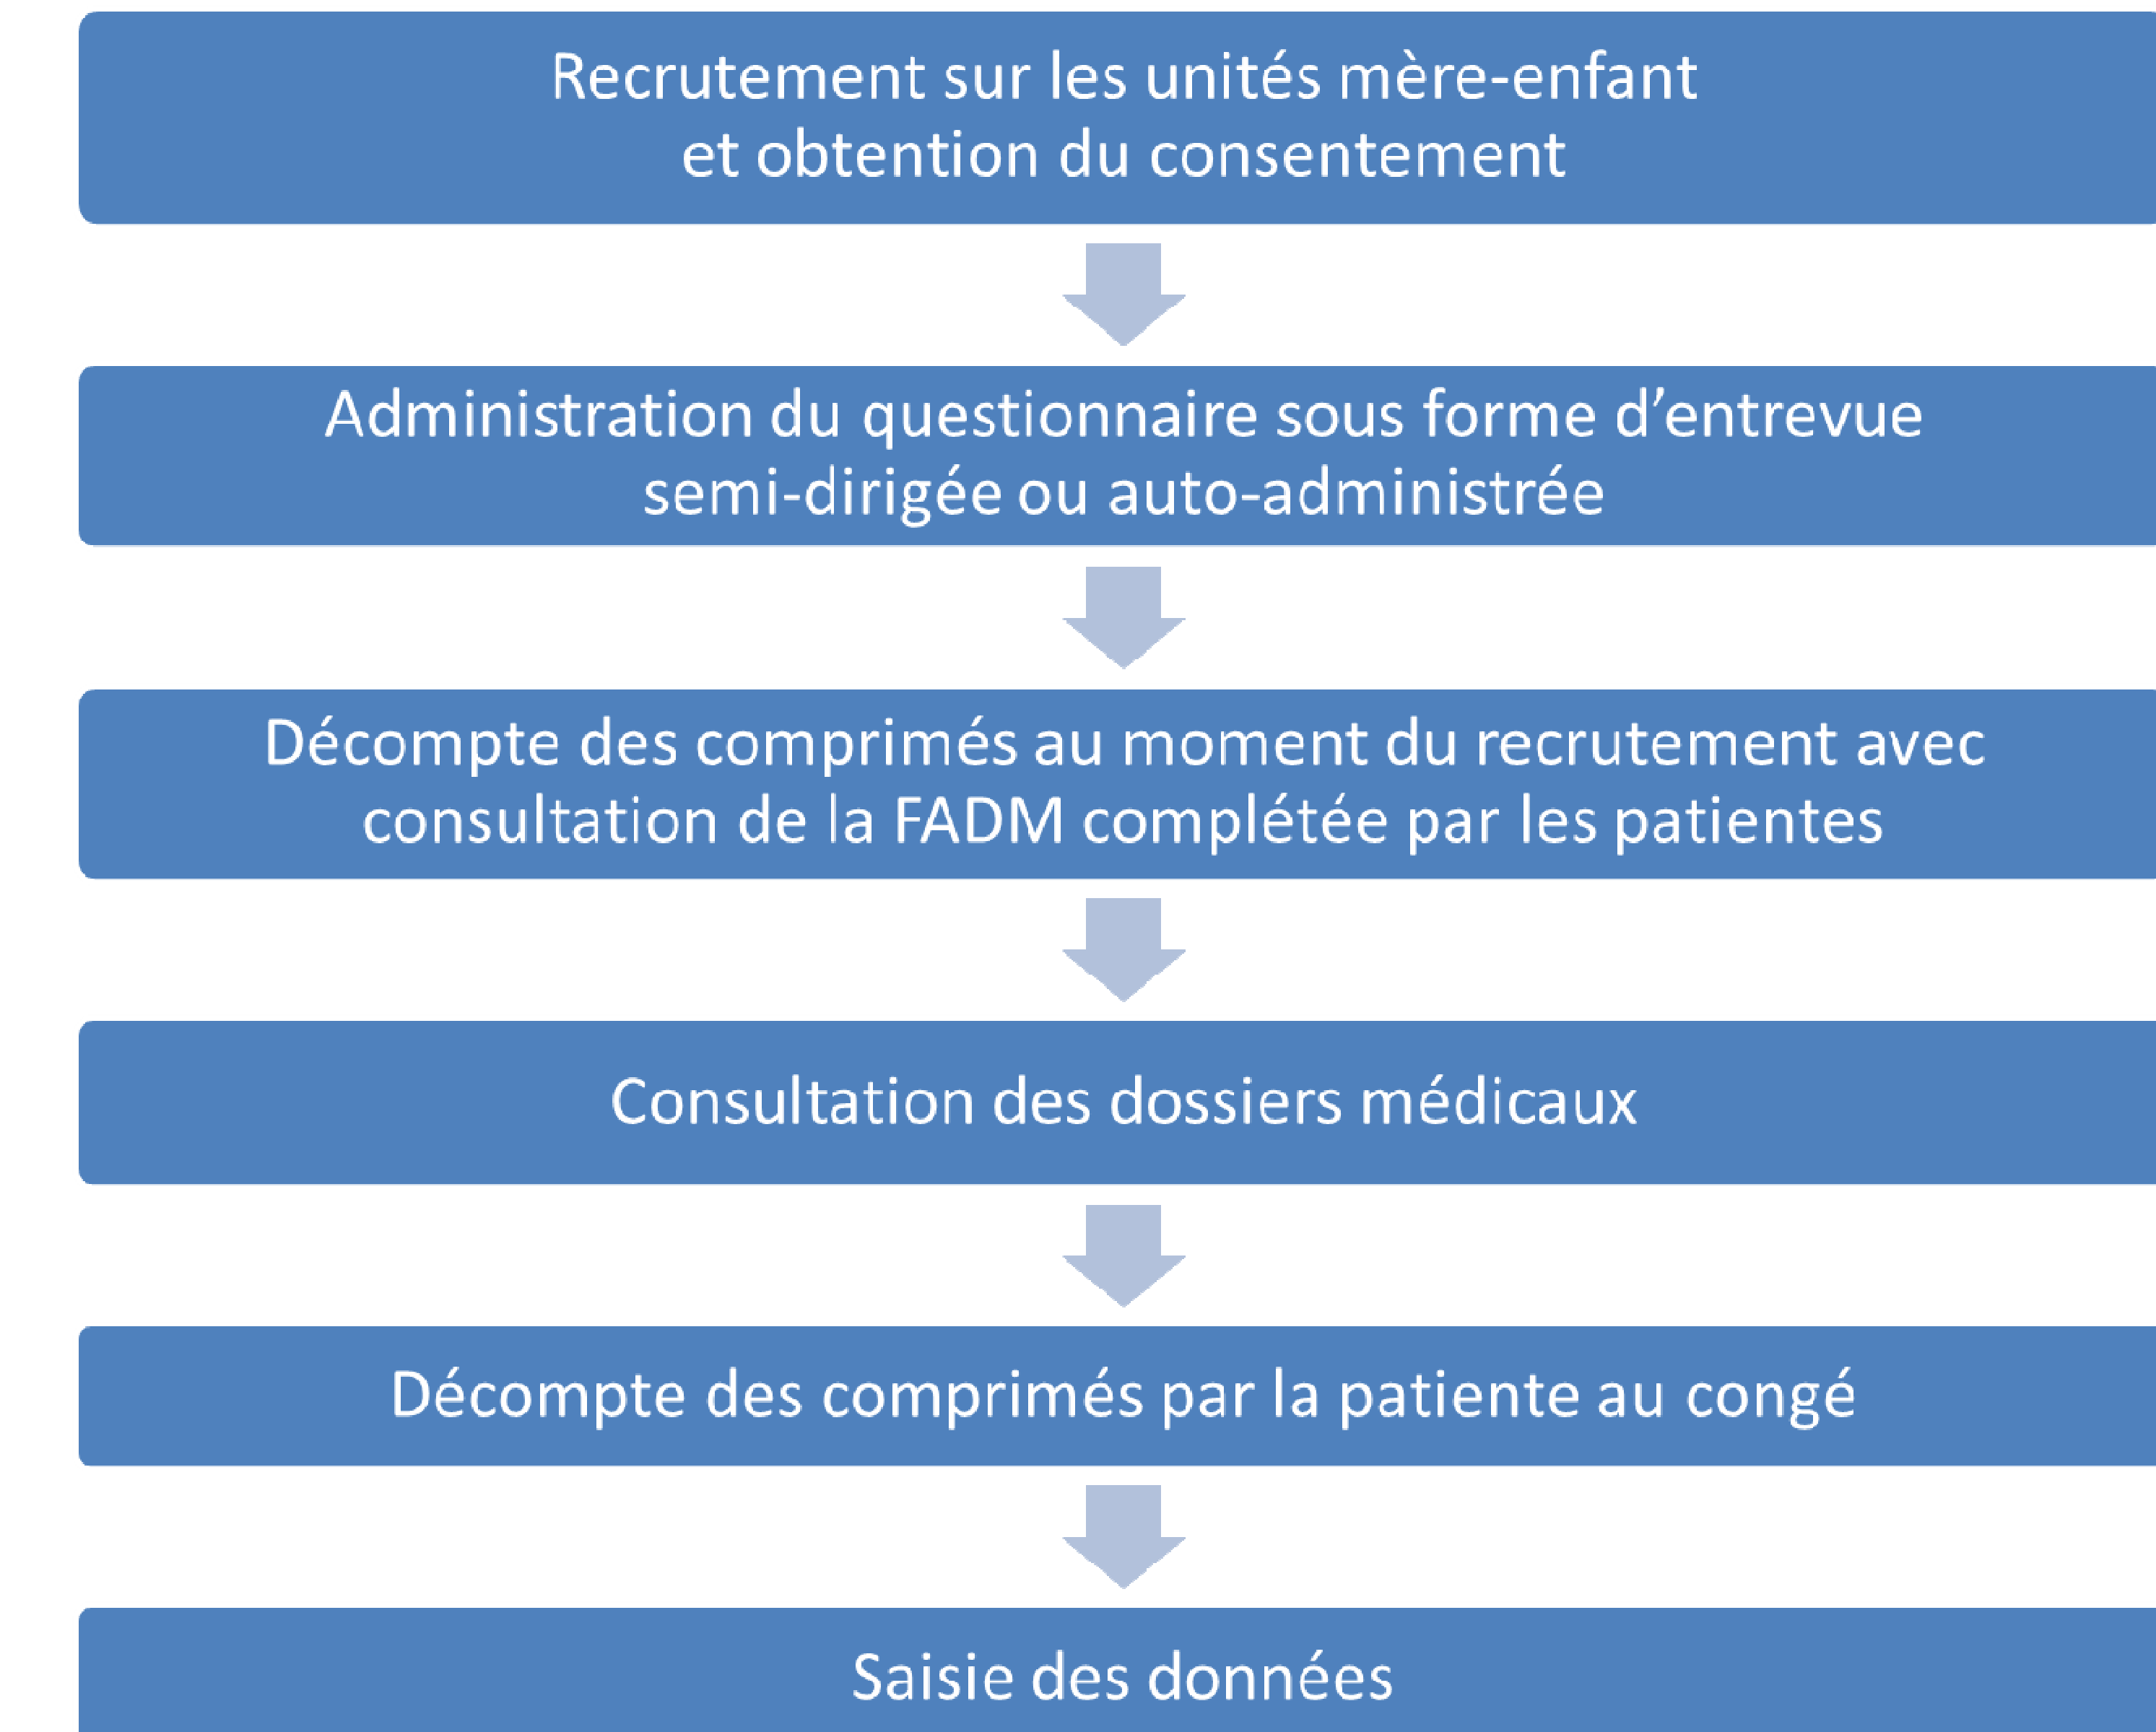 Recrutement sur les unités mère-enfant
et obtention du consentement
Administration du questionnaire sous forme d’entrevue
semi-dirigée ou auto-administrée
Décompte des comprimés au moment du recrutement avec
consultation de la FADM complétée par les patientes
Consultation des dossiers médicaux
Décompte des comprimés par la patiente au congé
Saisie des données